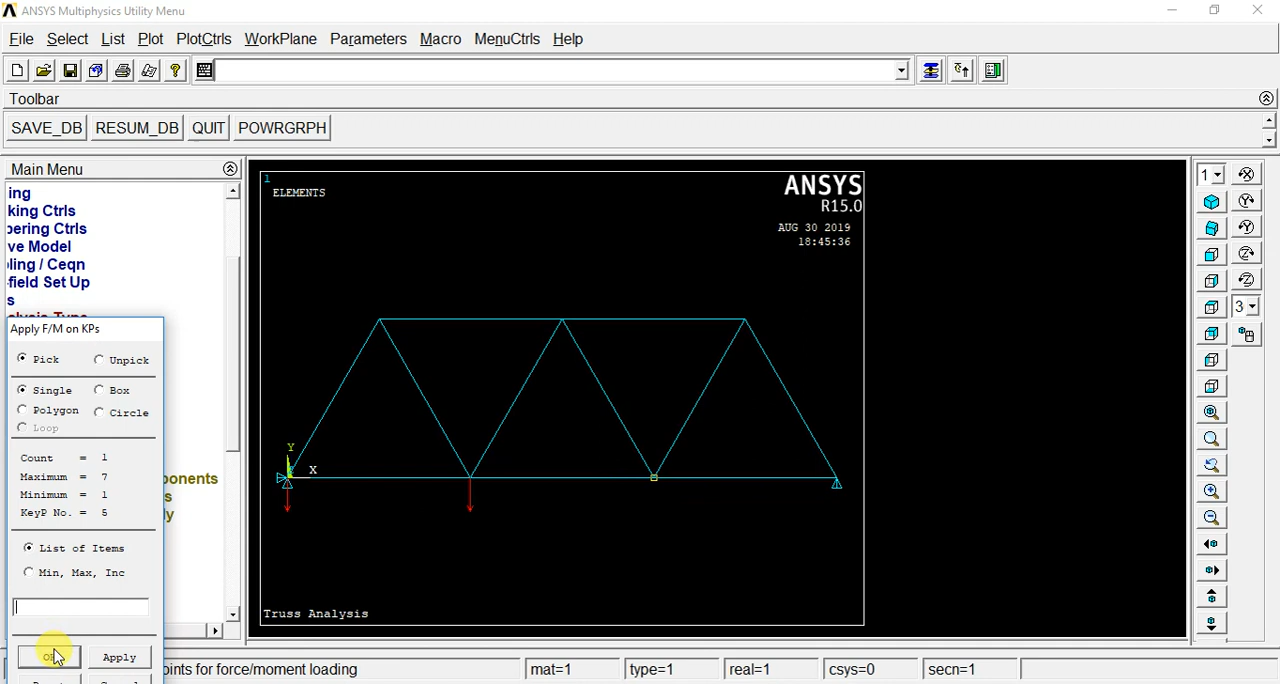 ANSYS Multiphysics Utility Menu
File Select List Plot PlotCtrls WorkPlane Parameters Macro MenuCtrls Help
Toolbar
SAVE_DB RESUM_DB QUIT POWRGRPH
Main Menu
ing
king Ctrls
bering Ctrls
ve Model
ling / Ceqn
field Set Up
s
Apply F/M on KPs
Pick Unpick
Single Box
Polygon Circle
Loop
Count = 1
Maximum = 7
Minimum = 1
KeyP No. = 5
List of Items
Min, Max, Inc
Apply
ponents
s
ly
1
ELEMENTS
ANSYS
R15.0
AUG 30 2019
18:45:36
Y
X
Truss Analysis
1
3
oints for force/moment loading
mat=1
type=1
real=1
csys=0
secn=1